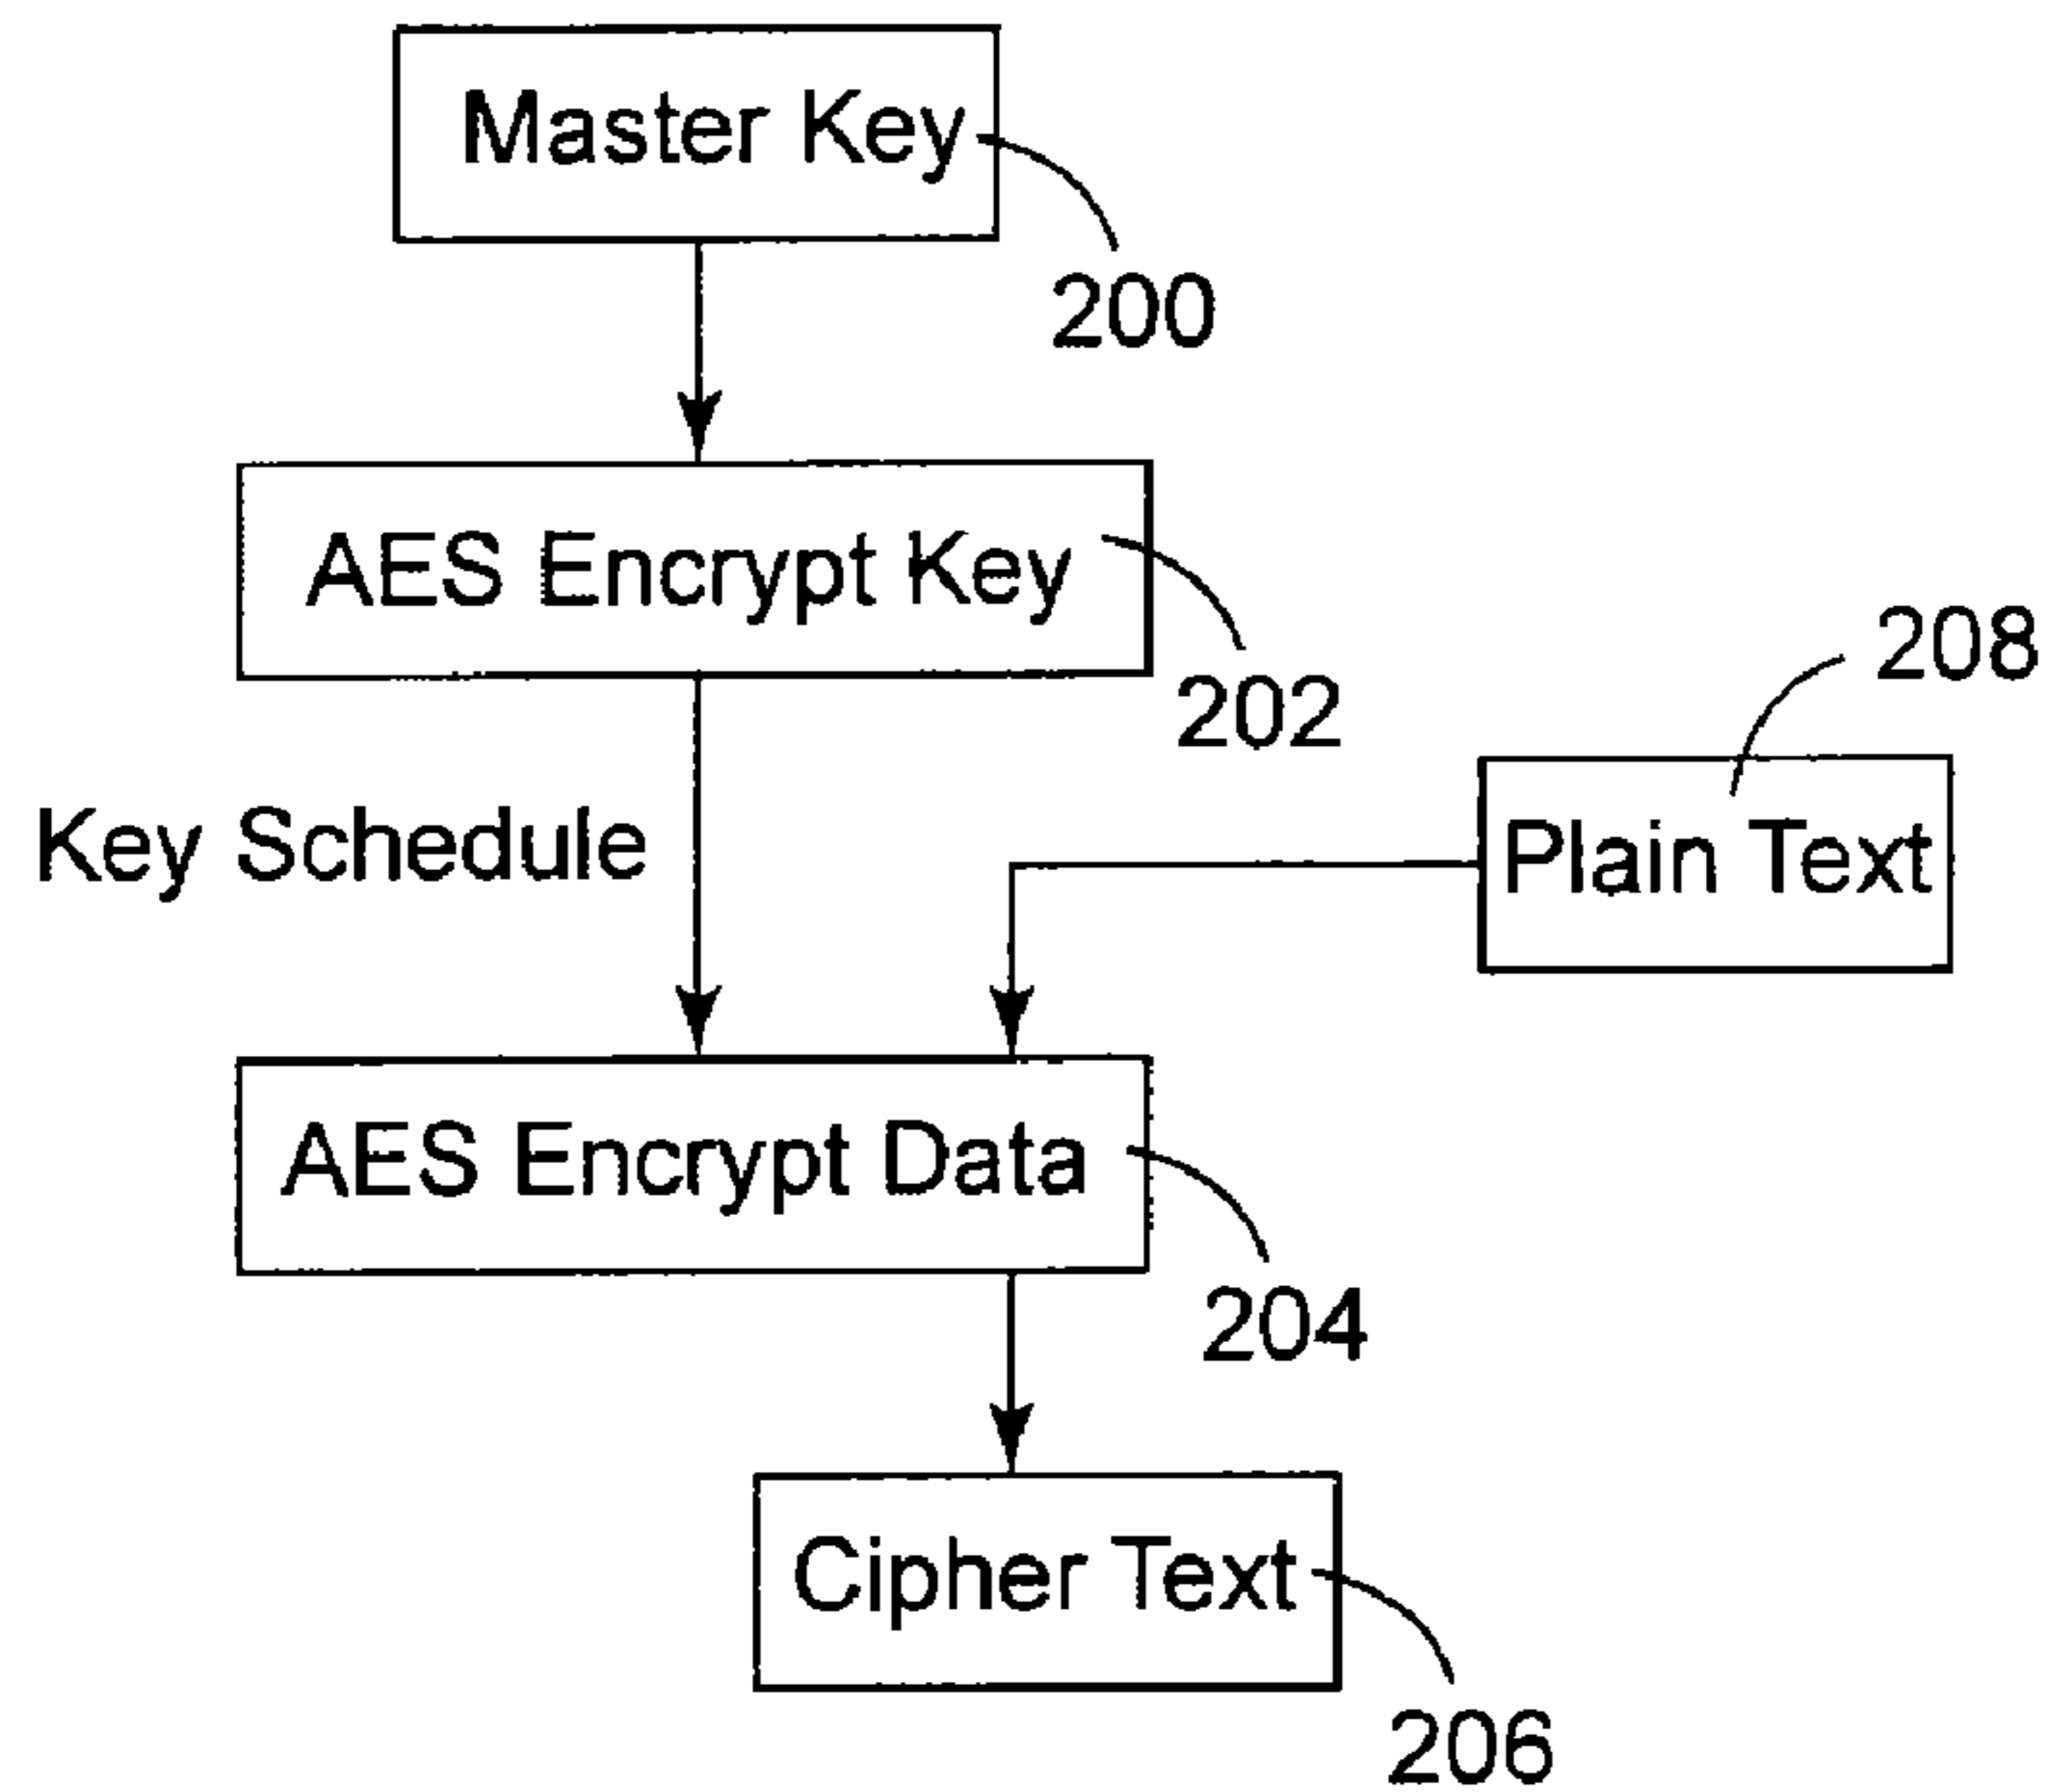 Master Key
200
AES Encrypt Key
202
208
Key Schedule
Plain Text
AES Encrypt Data
204
Cipher Text
206